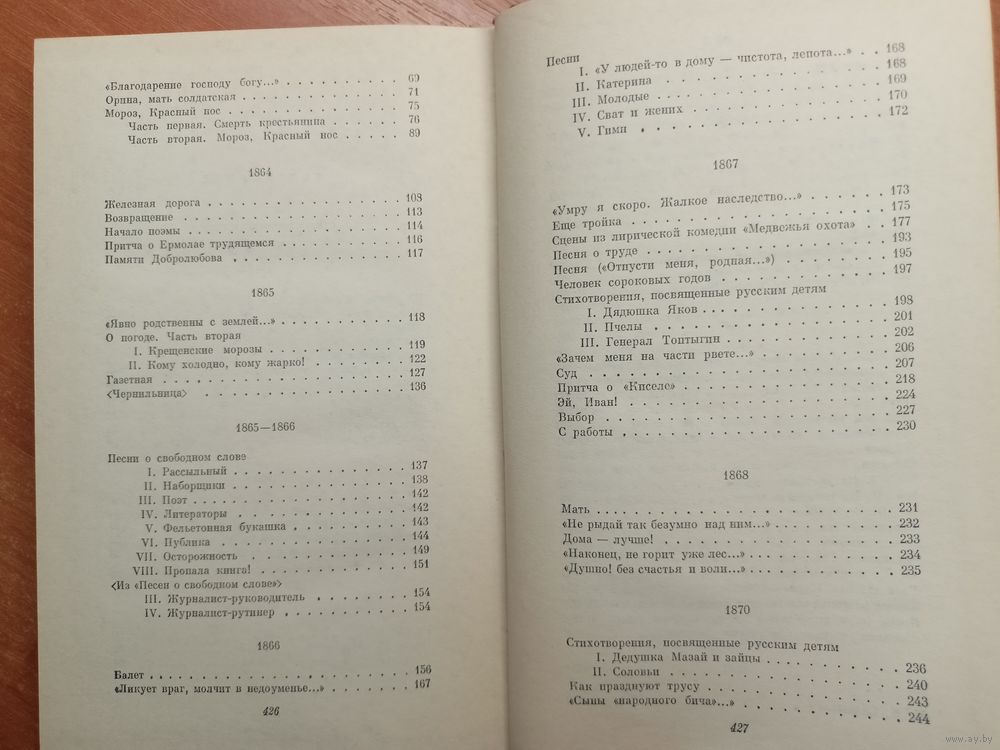 «Благодарение господу богу...» . . . . . . . . . . 69
Орина, мать солдатская . . . . . . . . . . . . . 71
Мороз, Красный нос . . . . . . . . . . . . . . 75
Часть первая. Смерть крестьянина . . . . . . . 76
Часть вторая. Мороз, Красный нос . . . . . . 89
1864
Железная дорога . . . . . . . . . . . . . . . 108
Возвращение . . . . . . . . . . . . . . . . . 113
Начало поэмы . . . . . . . . . . . . . . . . 114
Притча о Ермолае трудящемся . . . . . . . . . . 116
Памяти Добролюбова . . . . . . . . . . . . . . 117
1865
«Явно родственны с землей...» . . . . . . . . . . 118
О погоде. Часть вторая
I. Крещенские морозы . . . . . . . . . . . . 119
II. Кому холодно, кому жарко! . . . . . . . . . 122
Газетная . . . . . . . . . . . . . . . . . . 127
<Чернильница> . . . . . . . . . . . . . . . . 136
1865—1866
Песни о свободном слове
I. Рассыльный . . . . . . . . . . . . . . . 137
II. Наборщики . . . . . . . . . . . . . . . 138
III. Поэт . . . . . . . . . . . . . . . . . 142
IV. Литераторы . . . . . . . . . . . . . . 142
V. Фельетонная букашка . . . . . . . . . . . 143
VI. Публика . . . . . . . . . . . . . . . . 144
VII. Осторожность . . . . . . . . . . . . . . 149
VIII. Пропала книга! . . . . . . . . . . . . . 151
<Из «Песен о свободном слове»>
III. Журналист-руководитель . . . . . . . . . 154
IV. Журналист-рутинер . . . . . . . . . . . 154
1866
Балет . . . . . . . . . . . . . . . . . . . 156
«Ликует враг, молчит в недоуменье...» . . . . . . . 167
426
Песни
I. «У людей-то в дому — чистота, лепота...» . . 168
II. Катерина . . . . . . . . . . . . . . . . 168
III. Молодые . . . . . . . . . . . . . . . . 169
IV. Сват и жених . . . . . . . . . . . . . . 170
V. Гимн . . . . . . . . . . . . . . . . . . 172
1867
«Умру я скоро. Жалкое наследство...» . . . . . . 173
Еще тройка . . . . . . . . . . . . . . . . . 175
Сцены из лирической комедии «Медвежья охота» . . 177
Песня о труде . . . . . . . . . . . . . . . . 193
Песня («Отпусти меня, родная...») . . . . . . . . 195
Человек сороковых годов . . . . . . . . . . . . 197
Стихотворения, посвященные русским детям
I. Дядюшка Яков . . . . . . . . . . . . . . 198
II. Пчелы . . . . . . . . . . . . . . . . . 201
III. Генерал Топтыгин . . . . . . . . . . . . 202
«Зачем меня на части рвете...» . . . . . . . . . . 206
Суд . . . . . . . . . . . . . . . . . . . . 207
Притча о «Киселе» . . . . . . . . . . . . . . 218
Эй, Иван! . . . . . . . . . . . . . . . . . . 224
Выбор . . . . . . . . . . . . . . . . . . . 227
С работы . . . . . . . . . . . . . . . . . . 230
1868
Мать . . . . . . . . . . . . . . . . . . . . 231
«Не рыдай так безумно над ним...» . . . . . . . . 232
Дома — лучше! . . . . . . . . . . . . . . . . 233
«Наконец, не горит уже лес...» . . . . . . . . . . 234
«Душно! без счастья и воли...» . . . . . . . . . . 235
1870
Стихотворения, посвященные русским детям
I. Дедушка Мазай и зайцы . . . . . . . . . . 236
II. Соловьи . . . . . . . . . . . . . . . . 240
Как празднуют трусу . . . . . . . . . . . . . . 243
«Сыны «народного бича»...» . . . . . . . . . . . 244
427
www.ay.by